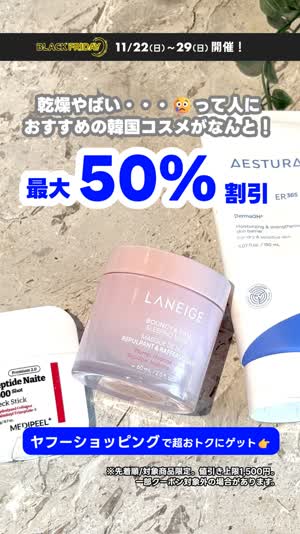 BLACK FRIDAY 11/22(日)~29(日)開催!
乾燥やばい・・・😢って人に
おすすめの韓国コスメがなんと!
最大50%割引
AESTURA
ER365
LANEIGE
BOUNCY & FIRM
Premium 2.0
MEDIPEEL+
ヤフーショッピングで超おトクにゲット👉
※先着順/対象商品限定、値引き上限1,500円、
一部クーポン対象外の場合があります。